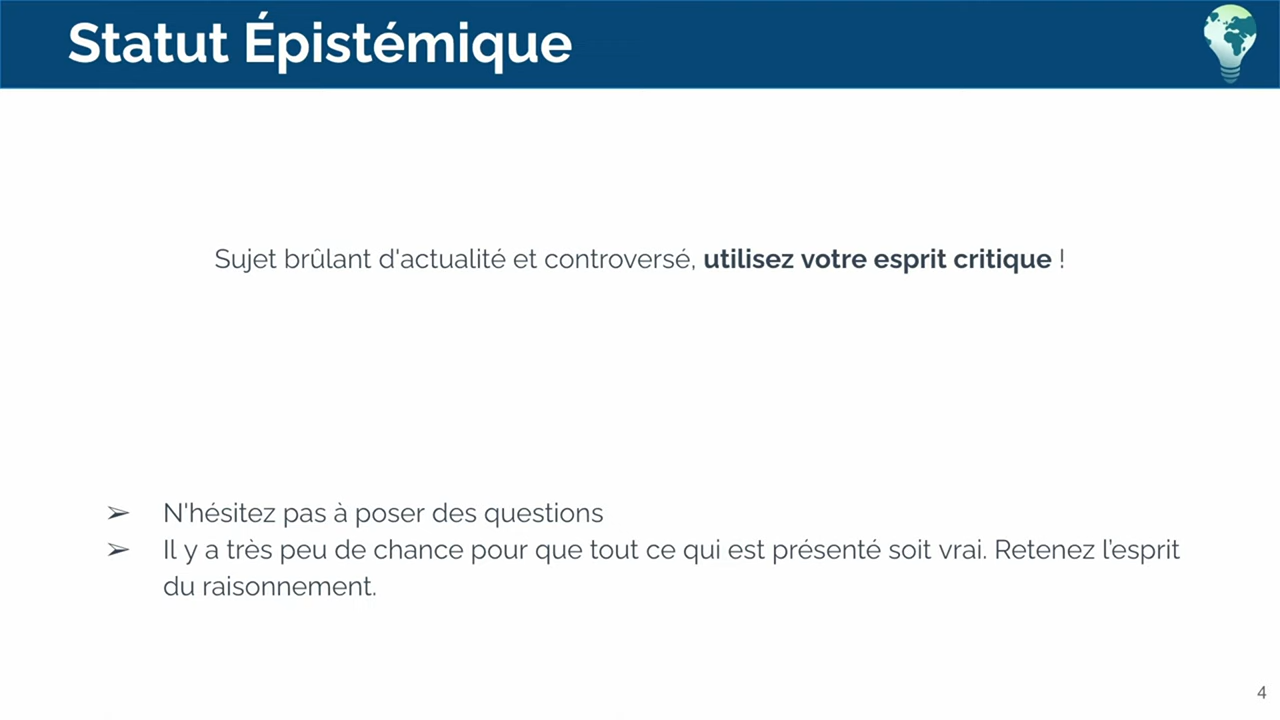 Statut Épistémique
Sujet brûlant d'actualité et controversé, utilisez votre esprit critique !
➢ N'hésitez pas à poser des questions
➢ Il y a très peu de chance pour que tout ce qui est présenté soit vrai. Retenez l’esprit
du raisonnement.
4